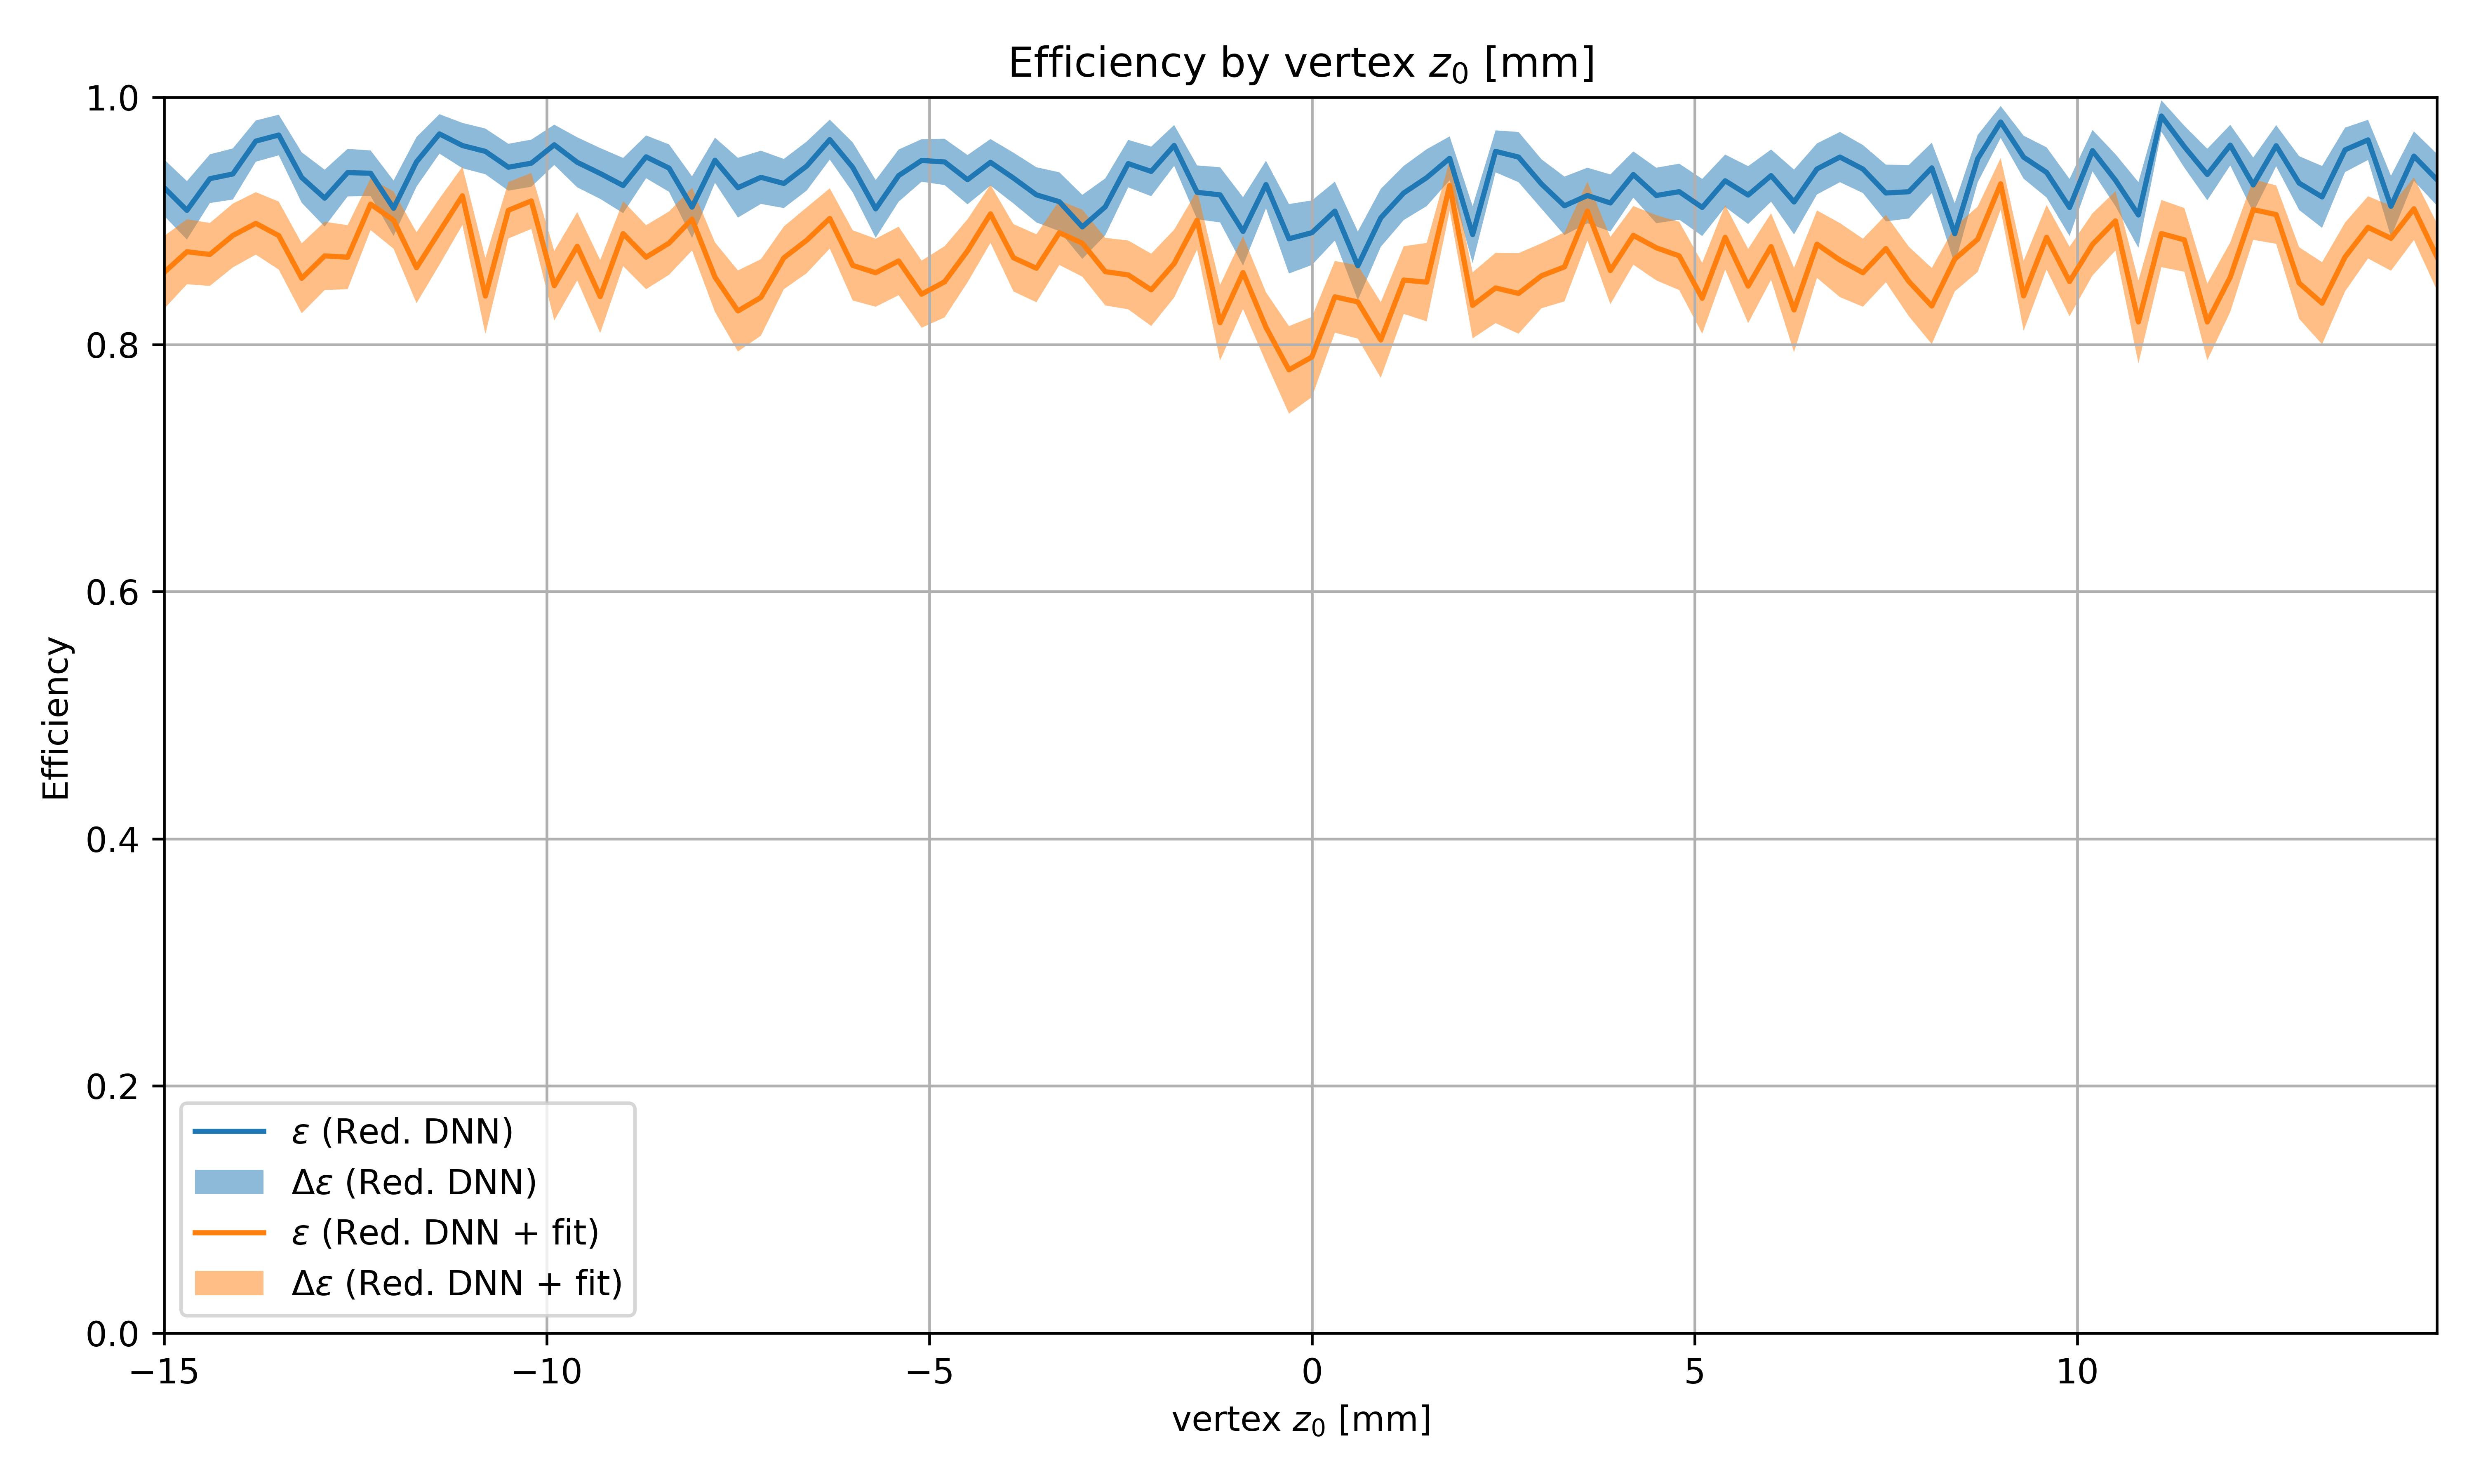 Efficiency by vertex z₀ [mm]
1.0
0.8
0.6
0.4
0.2
0.0
Efficiency
ε (Red. DNN)
Δε (Red. DNN)
ε (Red. DNN + fit)
Δε (Red. DNN + fit)
−15 −10 −5 0 5 10
vertex z₀ [mm]